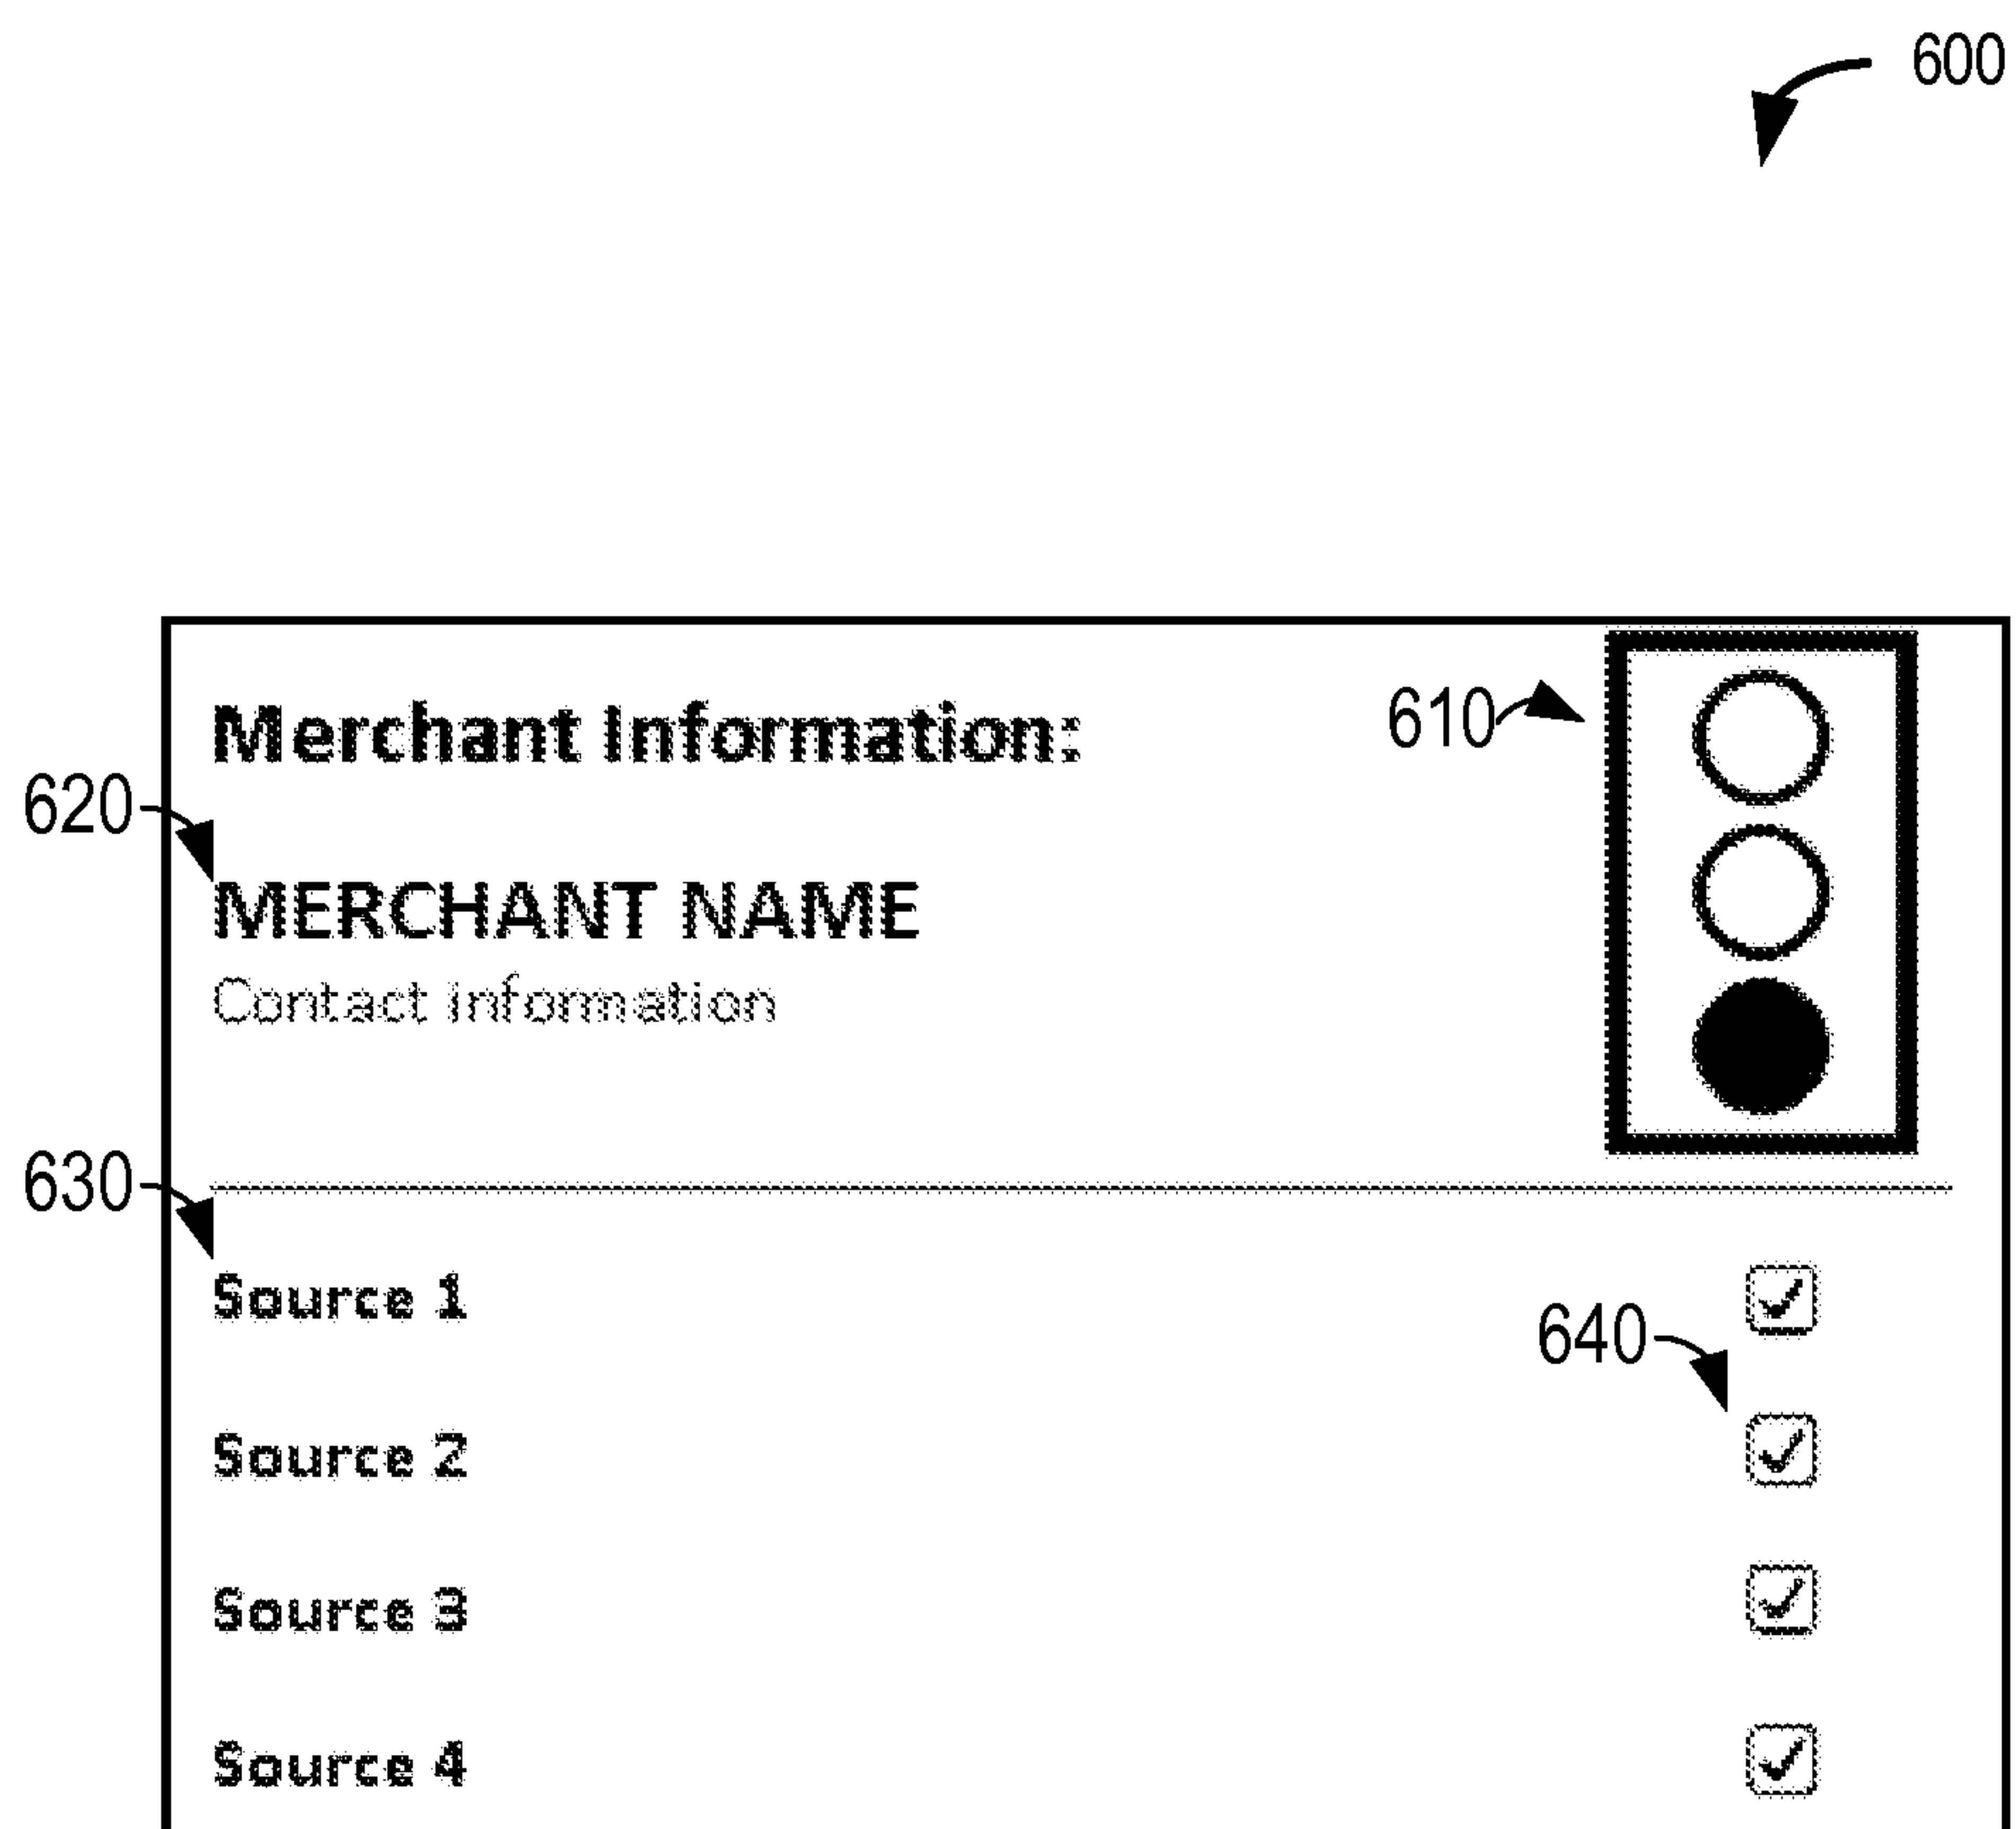 600
Merchant Information:
610
620
MERCHANT NAME
Contact information
630
Source 1
640
Source 2
Source 3
Source 4